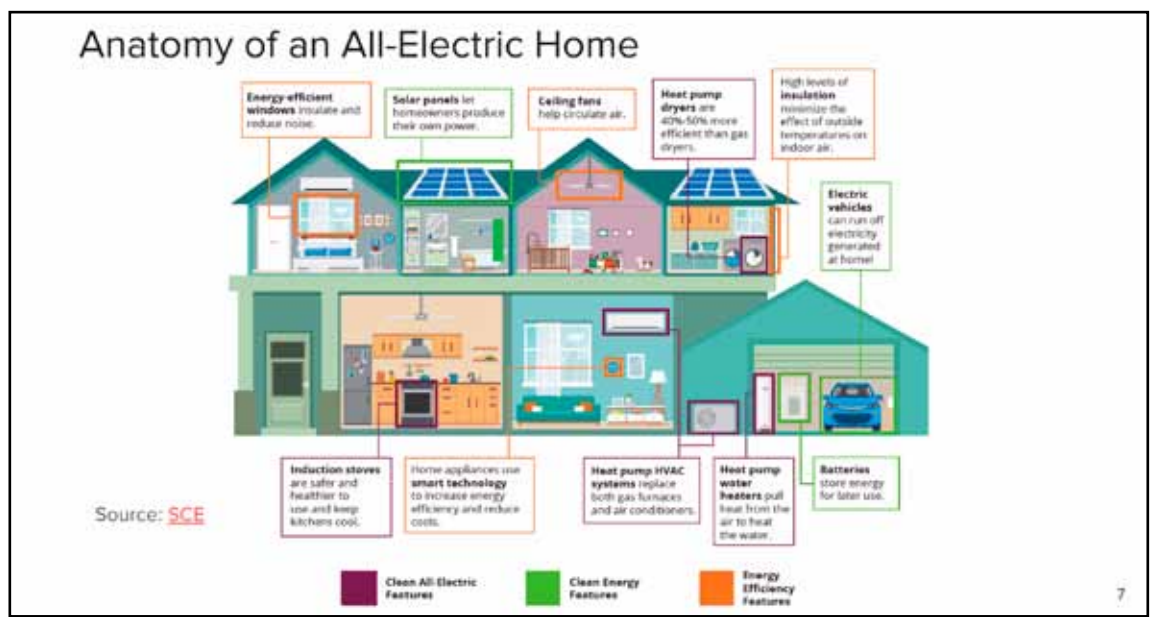 Anatomy of an All-Electric Home
Energy-efficient
windows insulate and
reduce noise.
Solar panels let
homeowners produce
their own power.
Ceiling fans
help circulate air.
Heat pump
dryers are
40%-50% more
efficient than gas
dryers.
High levels of
insulation
minimize the
effect of outside
temperatures on
indoor air.
Electric
vehicles
can run off
electricity
generated
at home!
Induction stoves
are safer and
healthier to
use and keep
kitchens cool.
Home appliances use
smart technology
to increase energy
efficiency and reduce
costs.
Heat pump HVAC
systems replace
both gas furnaces
and air conditioners.
Heat pump
water
heaters pull
heat from the
air to heat
the water.
Batteries
store energy
for later use.
Source: SCE
Clean All-Electric
Features
Clean Energy
Features
Energy
Efficiency
Features
7